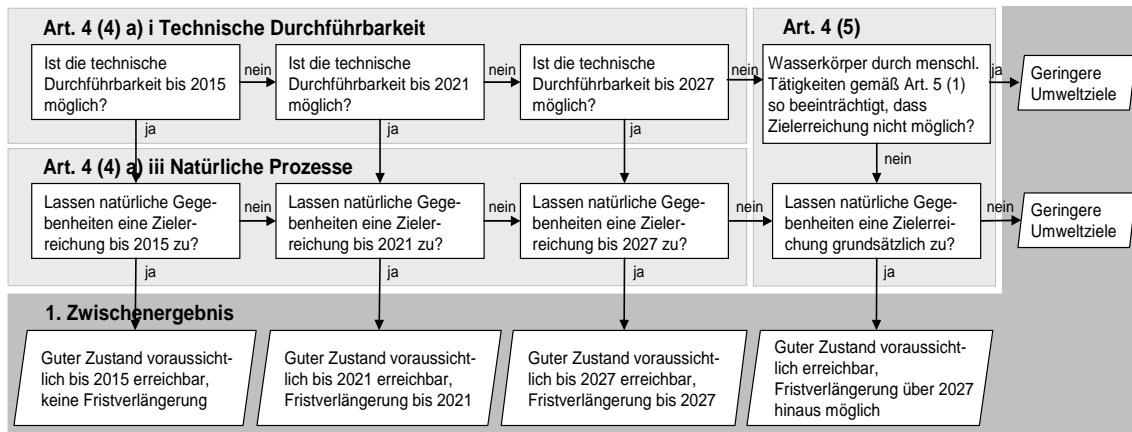 Art. 4 (4) a) i Technische Durchführbarkeit
Ist die technische
Durchführbarkeit bis 2015
möglich?
nein
Ist die technische
Durchführbarkeit bis 2021
möglich?
nein
Ist die technische
Durchführbarkeit bis 2027
möglich?
nein
ja
ja
ja
Art. 4 (5)
Wasserkörper durch menschl.
Tätigkeiten gemäß Art. 5 (1)
so beeinträchtigt, dass
Zielerreichung nicht möglich?
ja
Geringere
Umweltziele
nein
Art. 4 (4) a) iii Natürliche Prozesse
Lassen natürliche Gege-
benheiten eine Zieler-
reichung bis 2015 zu?
nein
Lassen natürliche Gege-
benheiten eine Zieler-
reichung bis 2021 zu?
nein
Lassen natürliche Gege-
benheiten eine Zieler-
reichung bis 2027 zu?
nein
Lassen natürliche Gege-
benheiten eine Zielerrei-
chung grundsätzlich zu?
nein
Geringere
Umweltziele
ja
ja
ja
ja
1. Zwischenergebnis
Guter Zustand voraussicht-
lich bis 2015 erreichbar,
keine Fristverlängerung
Guter Zustand voraussicht-
lich bis 2021 erreichbar,
Fristverlängerung bis 2021
Guter Zustand voraussicht-
lich bis 2027 erreichbar,
Fristverlängerung bis 2027
Guter Zustand voraussicht-
lich erreichbar,
Fristverlängerung über 2027
hinaus möglich